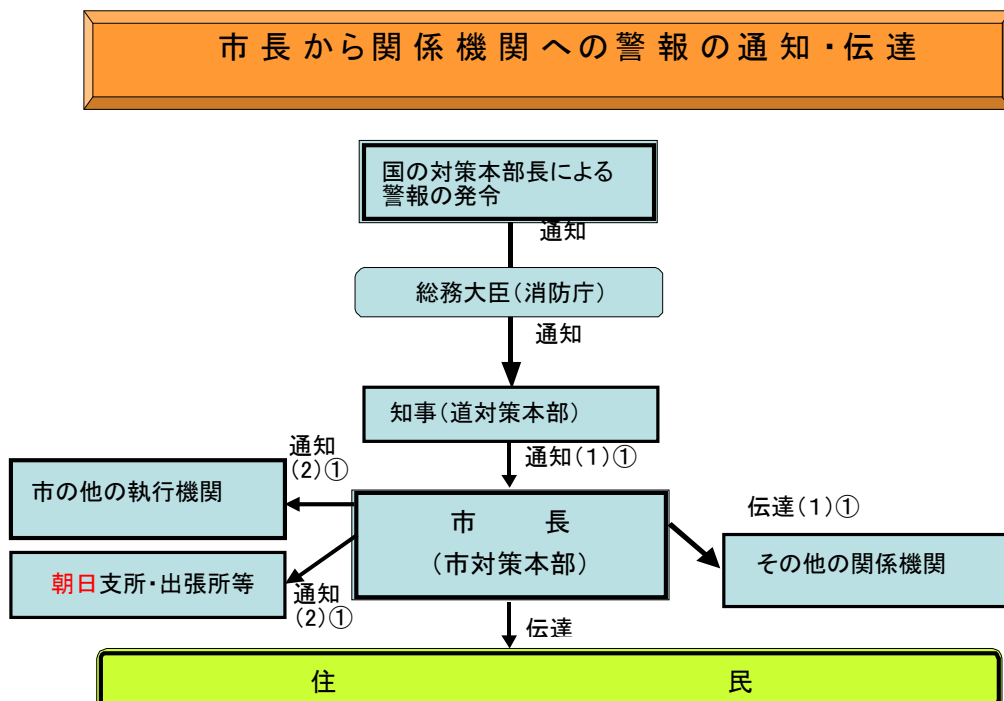 市長から関係機関への警報の通知・伝達
国の対策本部長による
警報の発令
通知
総務大臣(消防庁)
通知
知事(道対策本部)
通知(1)①
通知
(2)①
市の他の執行機関
市　長
(市対策本部)
伝達(1)①
その他の関係機関
朝日支所・出張所等
通知
(2)①
伝達
住　民